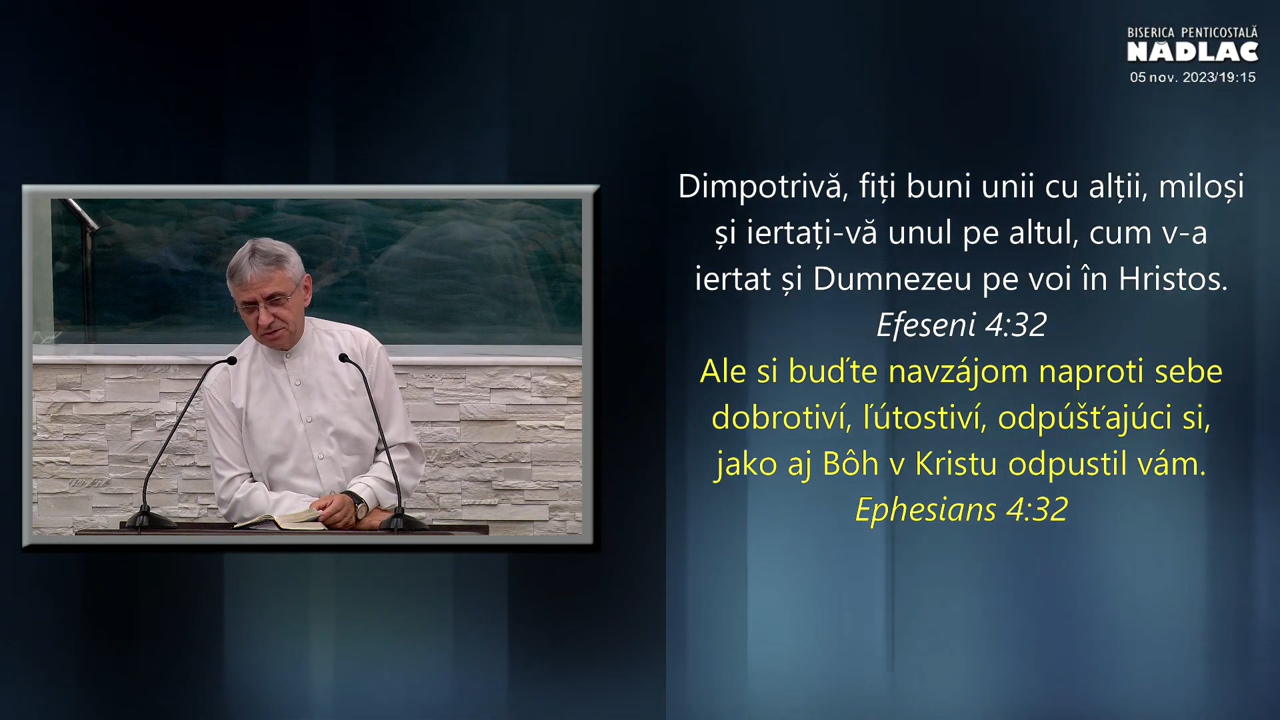 BISERICA PENTICOSTALĂ
NĂDLAC
05 nov. 2023/19:15
Dimpotrivă, fiți buni unii cu alții, miloși
și iertați-vă unul pe altul, cum v-a
iertat și Dumnezeu pe voi în Hristos.
Efeseni 4:32
Ale si buďte navzájom naproti sebe
dobrotiví, ľútostiví, odpúšťajúci si,
jako aj Bôh v Kristu odpustil vám.
Ephesians 4:32